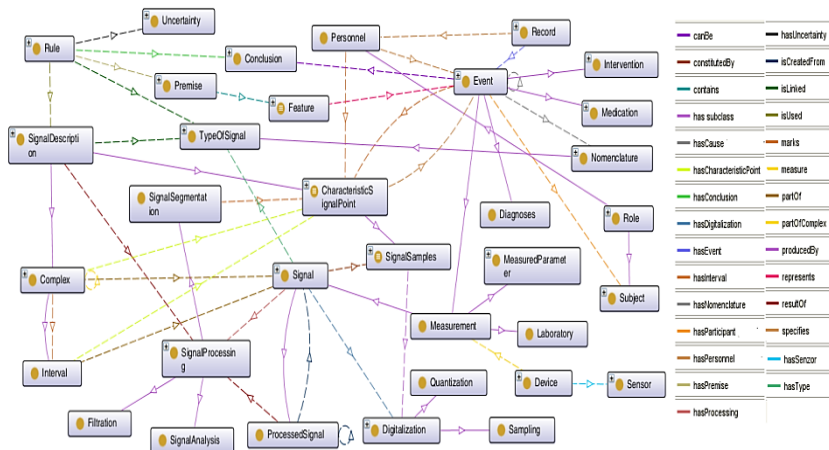 Uncertainty
Rule
Personnel
Record
Conclusion
Intervention
Premise
Event
Feature
Medication
SignalDescripti
on
TypeOfSignal
Nomenclature
SignalSegmentat
ion
CharacteristicS
ignalPoint
Diagnoses
Role
SignalSamples
MeasuredParamet
er
Complex
Signal
Subject
Measurement
Laboratory
SignalProcessin
g
Interval
Quantization
Device
Sensor
Filtration
SignalAnalysis
ProcessedSignal
Digitalization
Sampling
canBe
constitutedBy
contains
has subclass
hasCause
hasCharacteristicPoint
hasConclusion
hasDigitalization
hasEvent
hasInterval
hasNomenclature
hasParticipant
hasPersonnel
hasPremise
hasProcessing
hasUncertainty
isCreatedFrom
isLinked
isUsed
marks
measure
partOf
partOfComplex
producedBy
represents
resultOf
specifies
hasSenzor
hasType